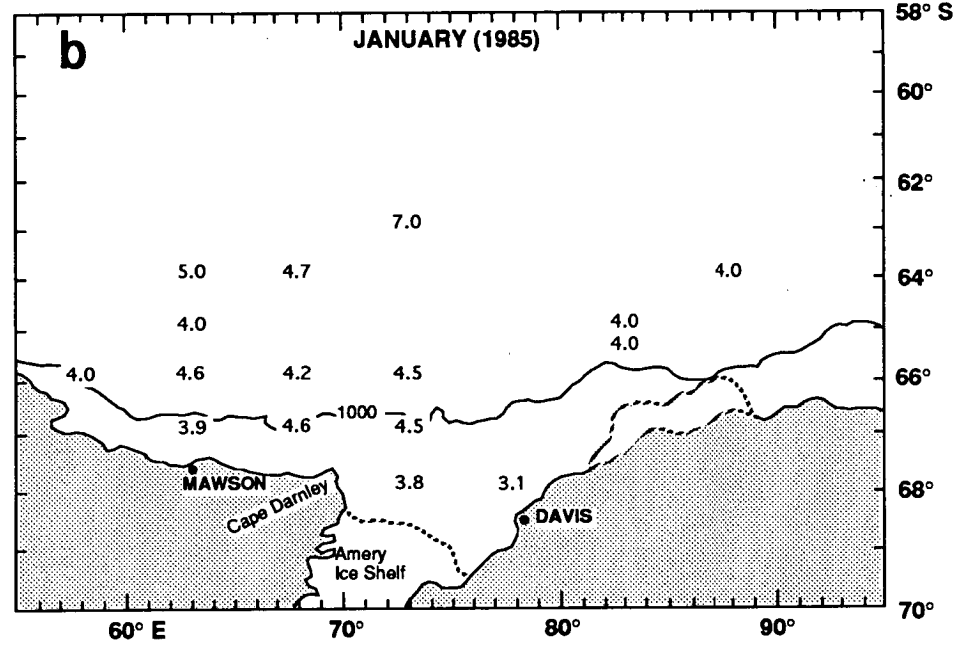 58° S
b
JANUARY (1985)
60°
62°
7.0
5.0 4.7 4.0
64°
4.0 4.0
4.0
4.0 4.6 4.2 4.5
66°
1000
3.9 4.6 4.5
MAWSON 3.8 3.1
68°
Cape Darnley
DAVIS
Amery
Ice Shelf
70°
60° E 70° 80° 90°